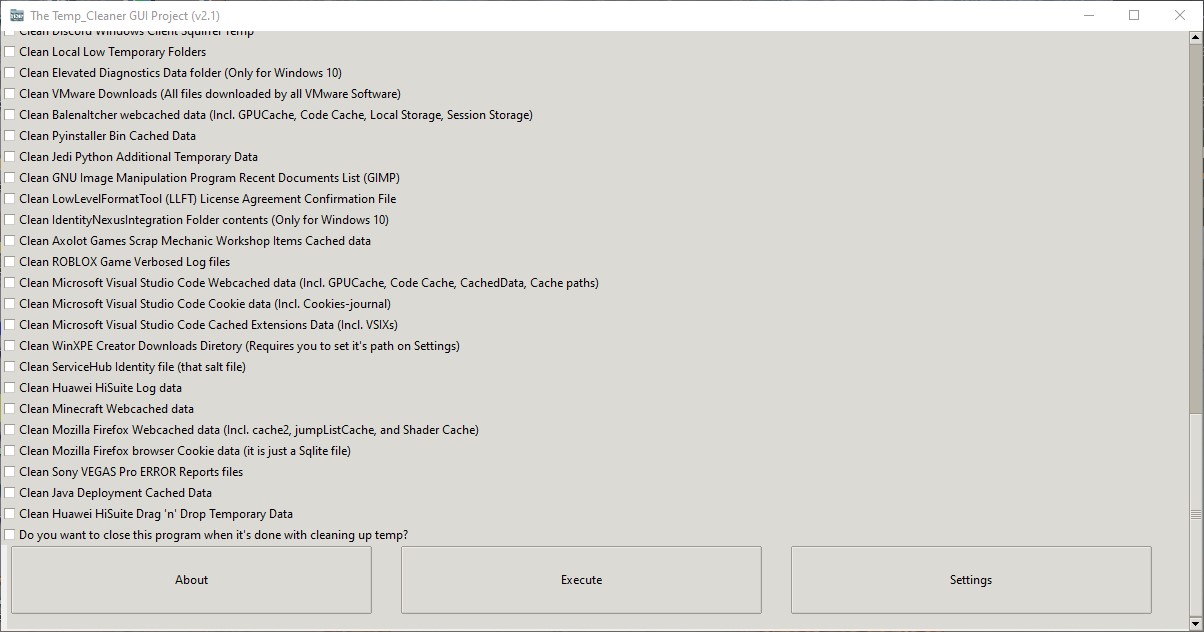 The Temp_Cleaner GUI Project (v2.1)
Clean Discord Windows Client Squirrel Temp
Clean Local Low Temporary Folders
Clean Elevated Diagnostics Data folder (Only for Windows 10)
Clean VMware Downloads (All files downloaded by all VMware Software)
Clean Balenaltcher webcached data (Incl. GPUCache, Code Cache, Local Storage, Session Storage)
Clean Pyinstaller Bin Cached Data
Clean Jedi Python Additional Temporary Data
Clean GNU Image Manipulation Program Recent Documents List (GIMP)
Clean LowLevelFormatTool (LLFT) License Agreement Confirmation File
Clean IdentityNexusIntegration Folder contents (Only for Windows 10)
Clean Axolot Games Scrap Mechanic Workshop Items Cached data
Clean ROBLOX Game Verbosed Log files
Clean Microsoft Visual Studio Code Webcached data (Incl. GPUCache, Code Cache, CachedData, Cache paths)
Clean Microsoft Visual Studio Code Cookie data (Incl. Cookies-journal)
Clean Microsoft Visual Studio Code Cached Extensions Data (Incl. VSIXs)
Clean WinXPE Creator Downloads Diretory (Requires you to set it's path on Settings)
Clean ServiceHub Identity file (that salt file)
Clean Huawei HiSuite Log data
Clean Minecraft Webcached data
Clean Mozilla Firefox Webcached data (Incl. cache2, jumpListCache, and Shader Cache)
Clean Mozilla Firefox browser Cookie data (it is just a Sqlite file)
Clean Sony VEGAS Pro ERROR Reports files
Clean Java Deployment Cached Data
Clean Huawei HiSuite Drag 'n' Drop Temporary Data
Do you want to close this program when it's done with cleaning up temp?
About
Execute
Settings